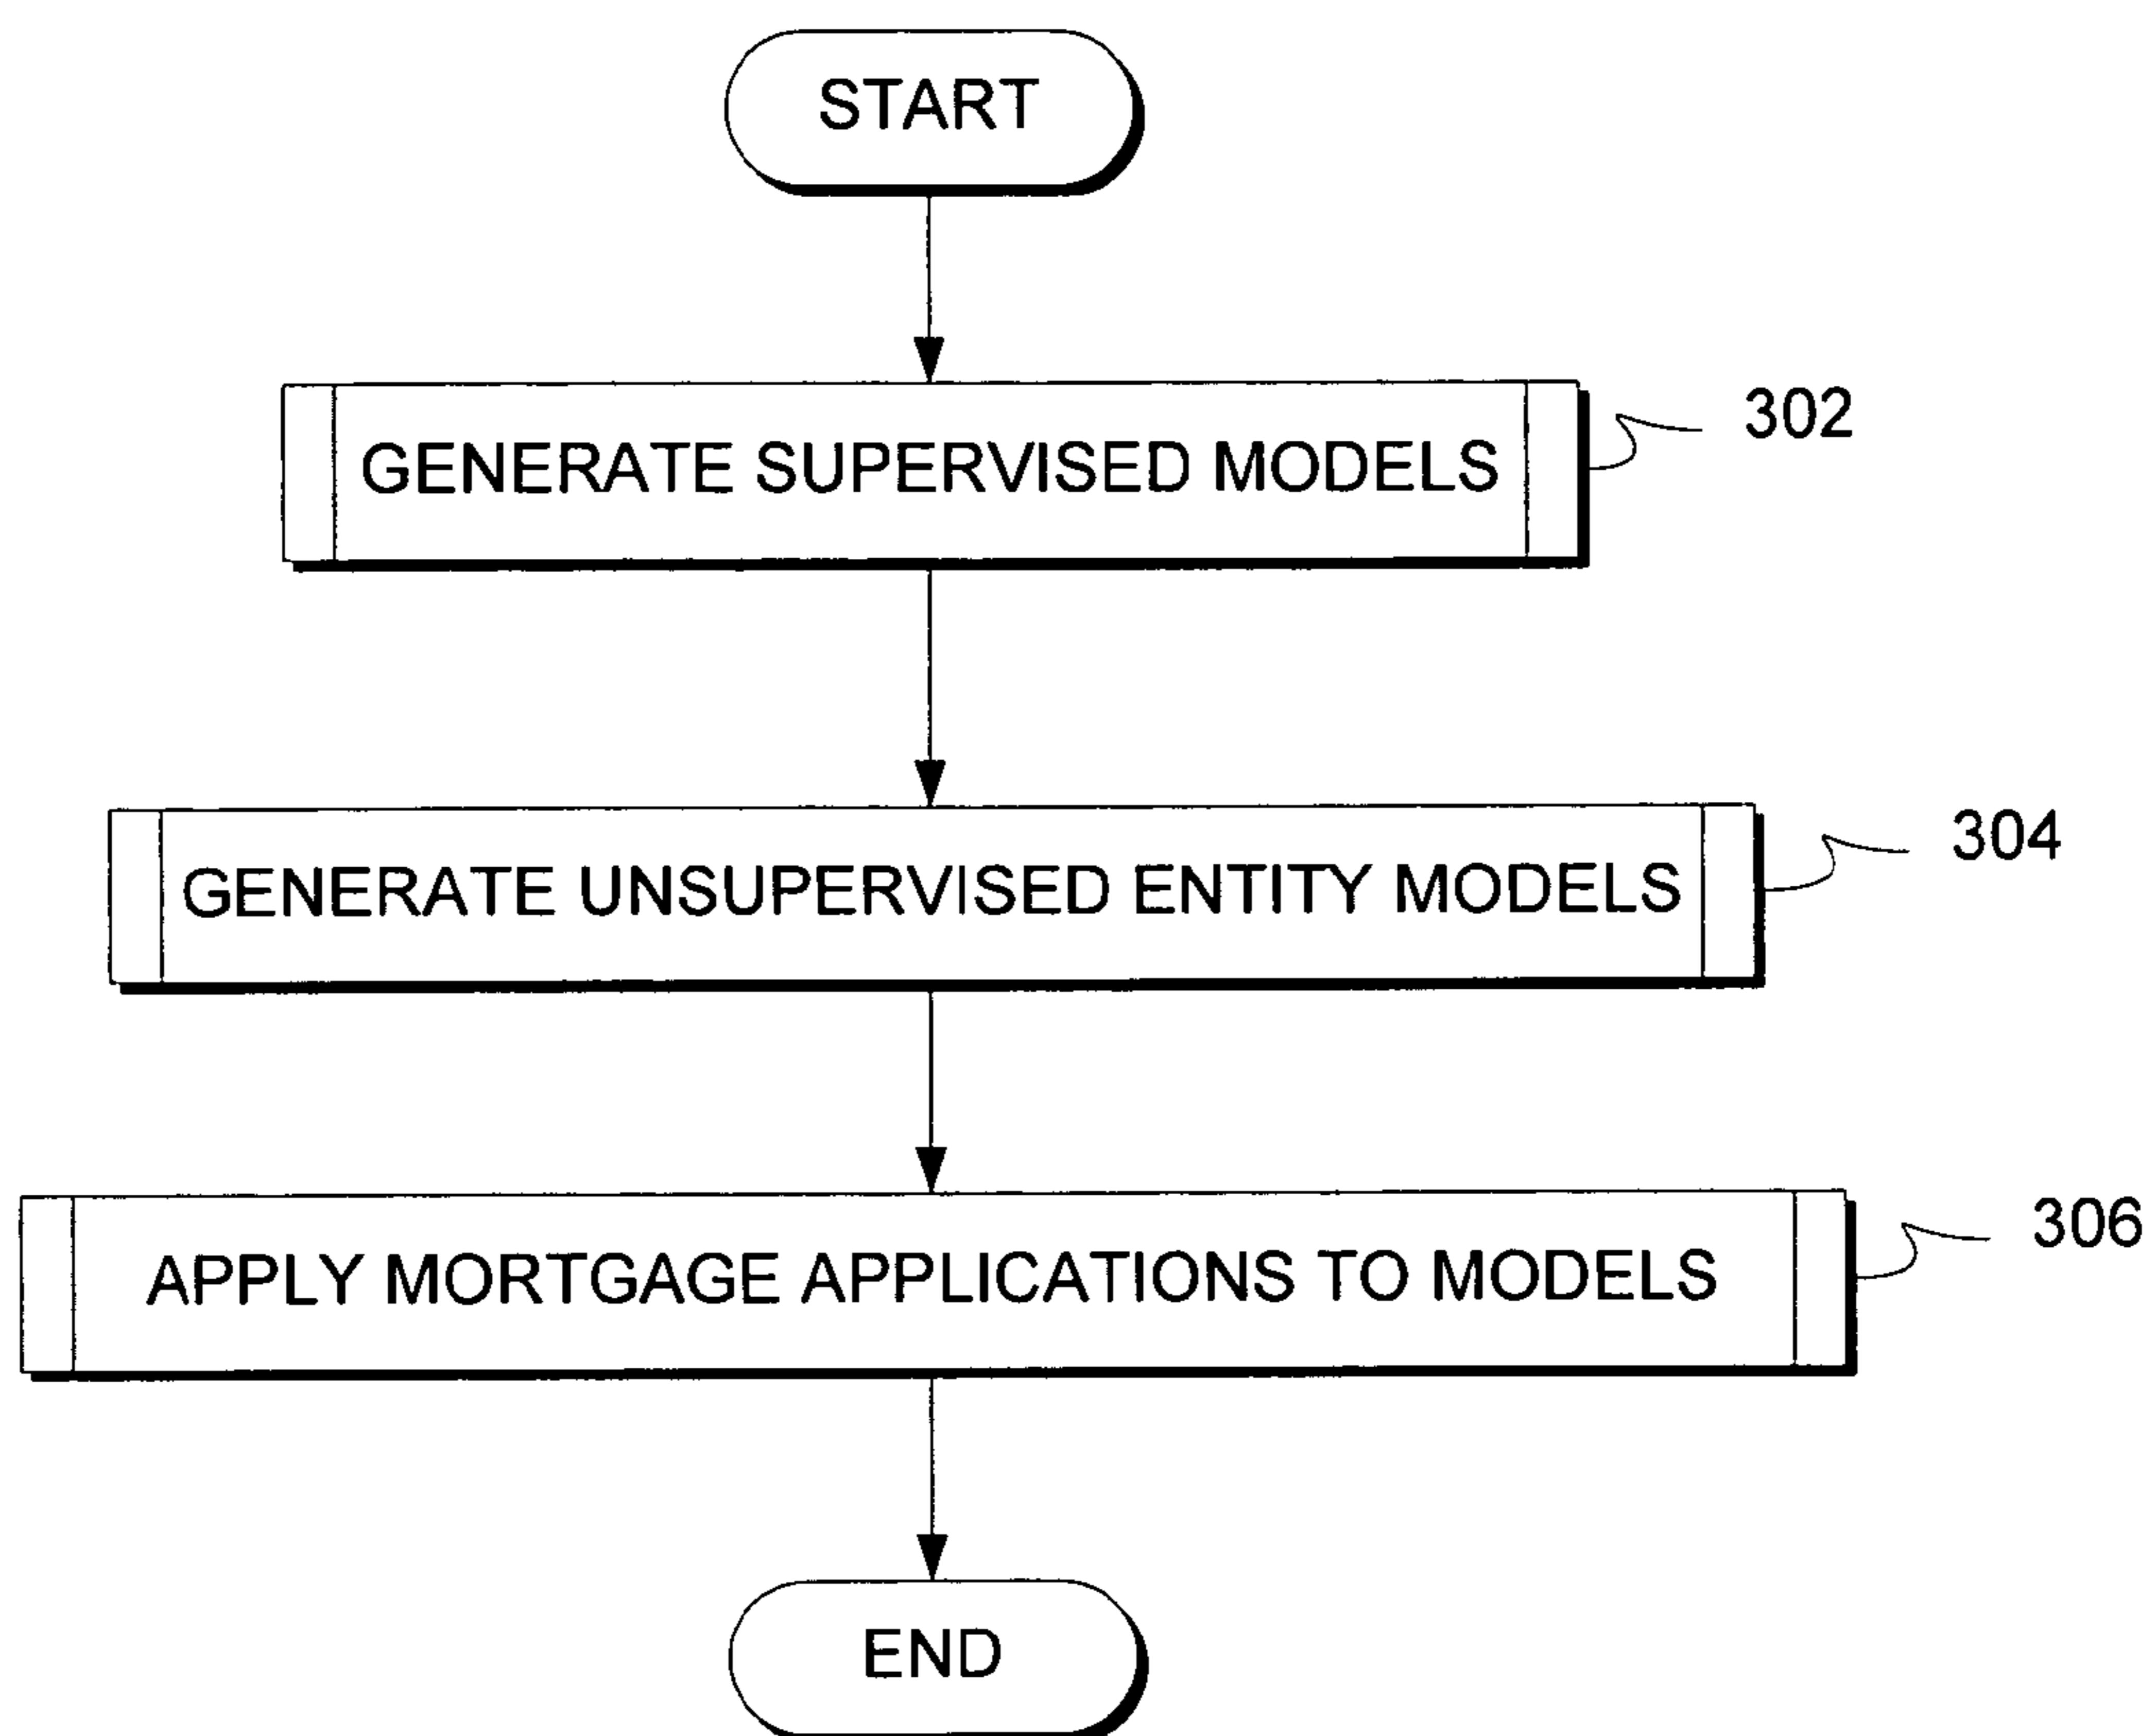 START
GENERATE SUPERVISED MODELS
302
GENERATE UNSUPERVISED ENTITY MODELS
304
APPLY MORTGAGE APPLICATIONS TO MODELS
306
END